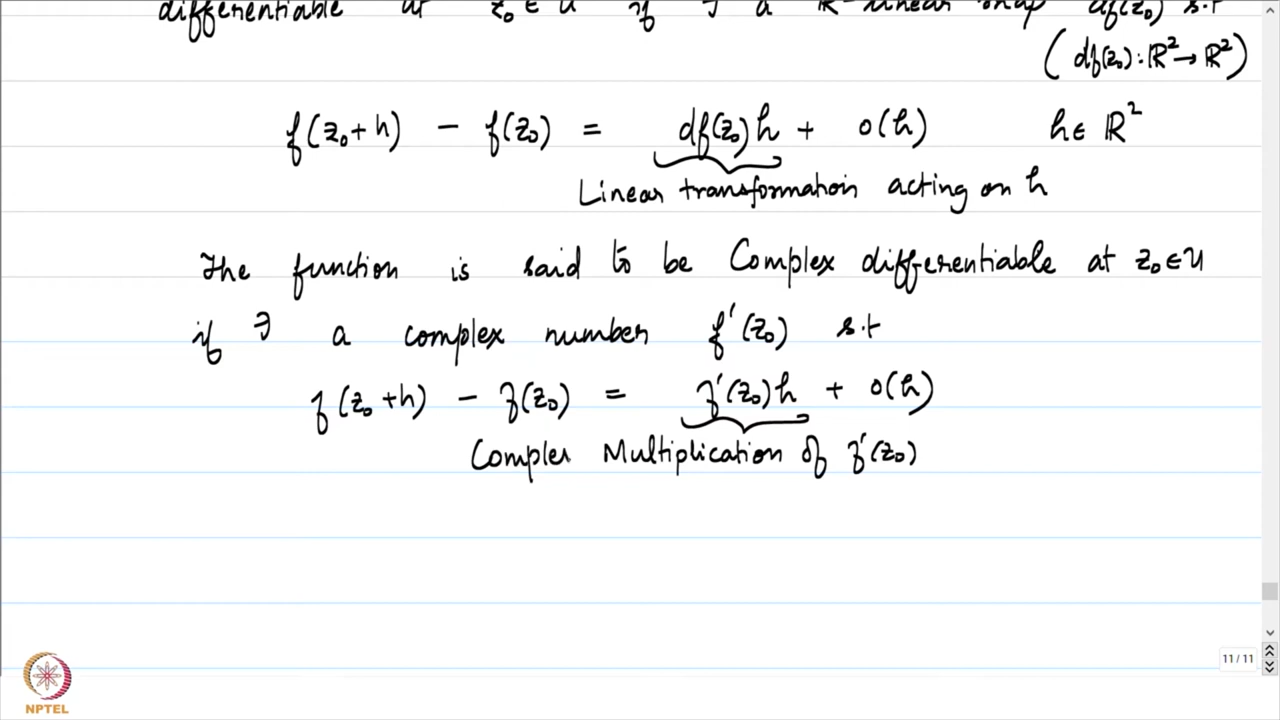 differentiable at z₀ ∈ U if ∃ a ℝ-linear map df(z₀) s.t
(df(z₀) : ℝ² → ℝ²)
f(z₀ + h) − f(z₀) = df(z₀)h + o(h) h ∈ ℝ²
Linear transformation acting on h
The function is said to be Complex differentiable at z₀ ∈ U
if ∃ a complex number f'(z₀) s.t
f(z₀ + h) − f(z₀) = f'(z₀)h + o(h)
Complex Multiplication of f'(z₀)
11 / 11
NPTEL